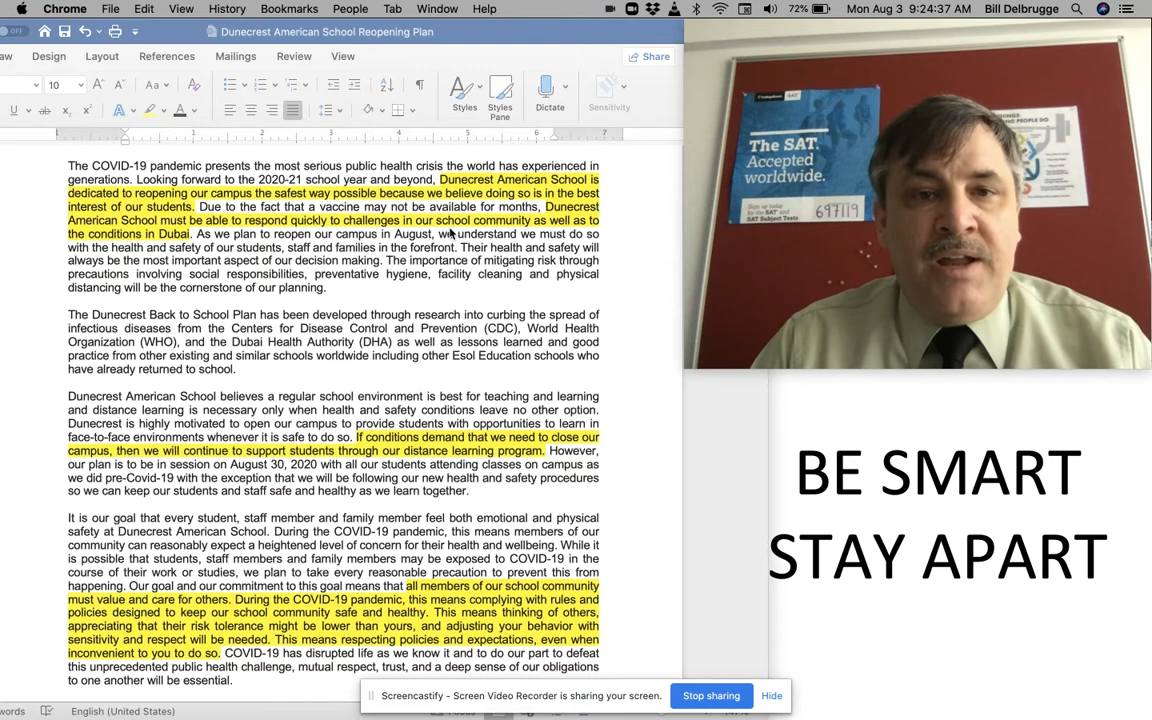 Chrome File Edit View History Bookmarks People Tab Window Help 72% Mon Aug 3 9:24:37 AM Bill Delbrugge
OFF Dunecrest American School Reopening Plan
aw Design Layout References Mailings Review View Share
10 Aa Styles Styles Pane Dictate Sensitivity
U ab x₂ x² A A
1 1 2 3 4 5 6 7
The COVID-19 pandemic presents the most serious public health crisis the world has experienced in
generations. Looking forward to the 2020-21 school year and beyond, Dunecrest American School is
dedicated to reopening our campus the safest way possible because we believe doing so is in the best
interest of our students. Due to the fact that a vaccine may not be available for months, Dunecrest
American School must be able to respond quickly to challenges in our school community as well as to
the conditions in Dubai. As we plan to reopen our campus in August, we understand we must do so
with the health and safety of our students, staff and families in the forefront. Their health and safety will
always be the most important aspect of our decision making. The importance of mitigating risk through
precautions involving social responsibilities, preventative hygiene, facility cleaning and physical
distancing will be the cornerstone of our planning.
The Dunecrest Back to School Plan has been developed through research into curbing the spread of
infectious diseases from the Centers for Disease Control and Prevention (CDC), World Health
Organization (WHO), and the Dubai Health Authority (DHA) as well as lessons learned and good
practice from other existing and similar schools worldwide including other Esol Education schools who
have already returned to school.
Dunecrest American School believes a regular school environment is best for teaching and learning
and distance learning is necessary only when health and safety conditions leave no other option.
Dunecrest is highly motivated to open our campus to provide students with opportunities to learn in
face-to-face environments whenever it is safe to do so. If conditions demand that we need to close our
campus, then we will continue to support students through our distance learning program. However,
our plan is to be in session on August 30, 2020 with all our students attending classes on campus as
we did pre-Covid-19 with the exception that we will be following our new health and safety procedures
so we can keep our students and staff safe and healthy as we learn together.
It is our goal that every student, staff member and family member feel both emotional and physical
safety at Dunecrest American School. During the COVID-19 pandemic, this means members of our
community can reasonably expect a heightened level of concern for their health and wellbeing. While it
is possible that students, staff members and family members may be exposed to COVID-19 in the
course of their work or studies, we plan to take every reasonable precaution to prevent this from
happening. Our goal and our commitment to this goal means that all members of our school community
must value and care for others. During the COVID-19 pandemic, this means complying with rules and
policies designed to keep our school community safe and healthy. This means thinking of others,
appreciating that their risk tolerance might be lower than yours, and adjusting your behavior with
sensitivity and respect will be needed. This means respecting policies and expectations, even when
inconvenient to you to do so. COVID-19 has disrupted life as we know it and to do our part to defeat
this unprecedented public health challenge, mutual respect, trust, and a deep sense of our obligations
to one another will be essential.
The SAT.
Accepted
worldwide.
697119
BE SMART
STAY APART
Screencastify - Screen Video Recorder is sharing your screen. Stop sharing Hide
words English (United States)